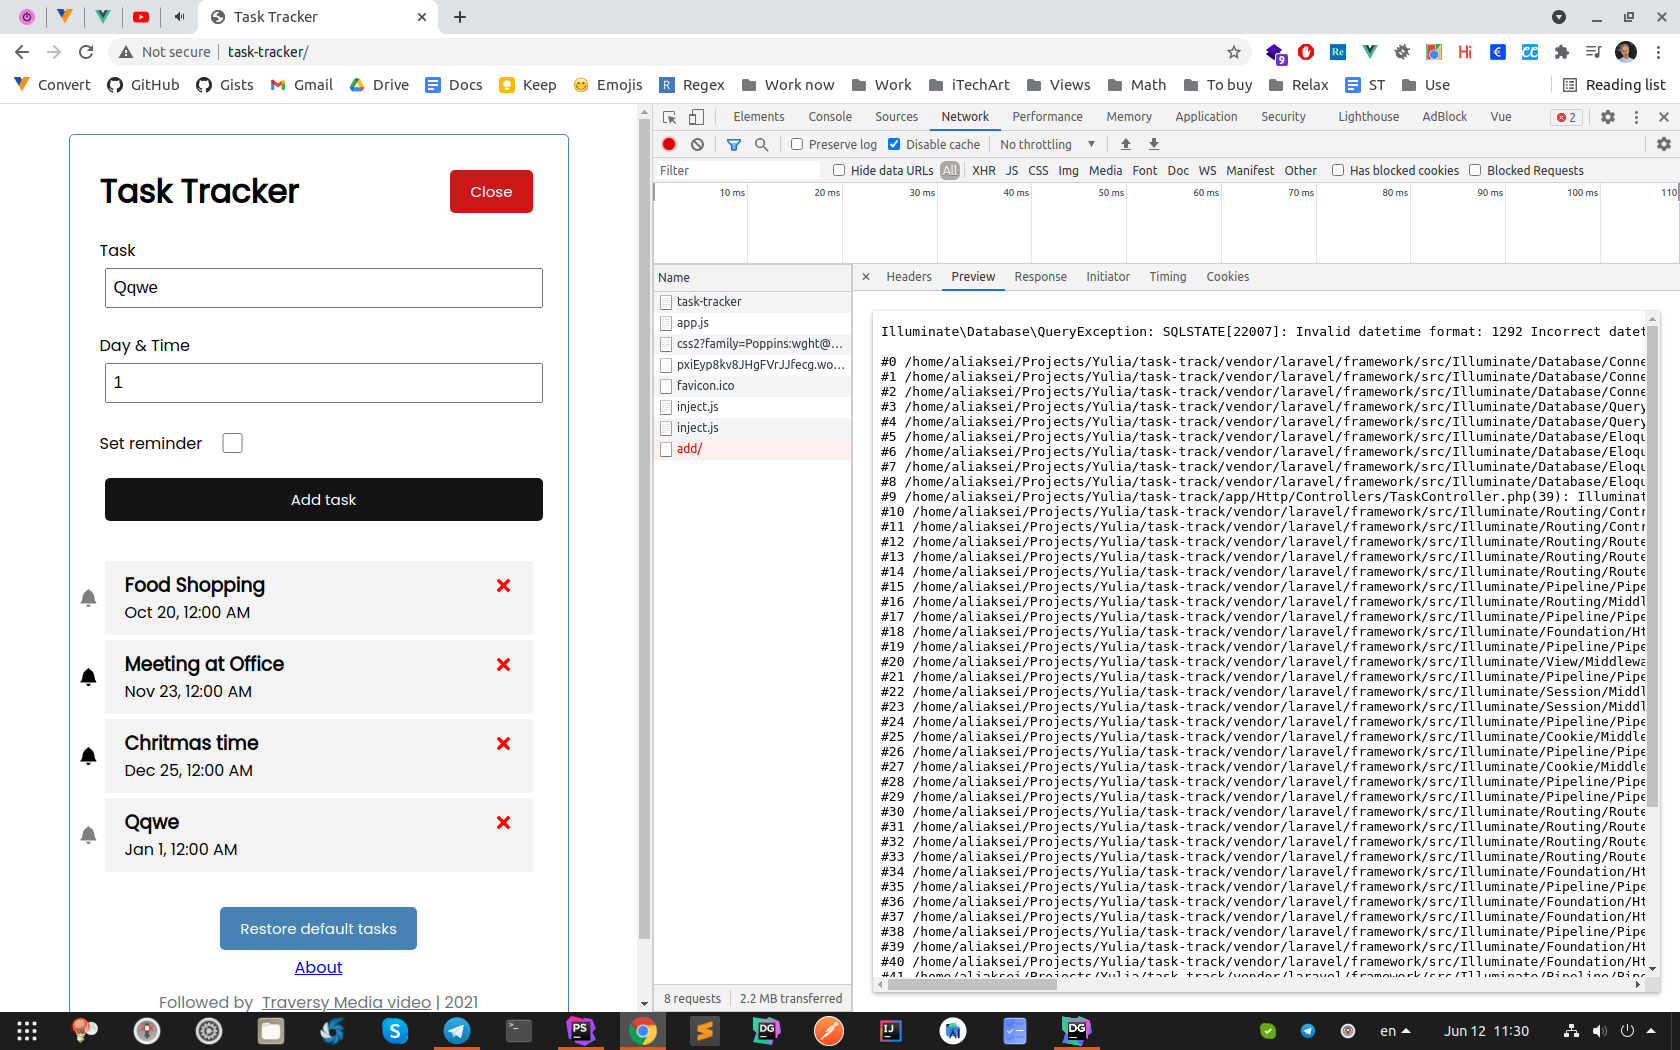 Task Tracker
Not secure
task-tracker/
9
Re
Hi
Convert
GitHub
Gists
Gmail
Drive
Docs
Keep
Emojis
R
Regex
Work now
Work
iTechArt
Views
Math
To buy
Relax
ST
Use
Reading list
Task Tracker
Close
Task
Qqwe
Day & Time
1
Set reminder
Add task
Food Shopping
Oct 20, 12:00 AM
Meeting at Office
Nov 23, 12:00 AM
Chritmas time
Dec 25, 12:00 AM
Qqwe
Jan 1, 12:00 AM
Restore default tasks
About
Followed by Traversy Media video | 2021
Elements
Console
Sources
Network
Performance
Memory
Application
Security
Lighthouse
AdBlock
Vue
2
Preserve log
Disable cache
No throttling
Filter
Hide data URLs
All
XHR
JS
CSS
Img
Media
Font
Doc
WS
Manifest
Other
Has blocked cookies
Blocked Requests
10 ms
20 ms
30 ms
40 ms
50 ms
60 ms
70 ms
80 ms
90 ms
100 ms
110
Name
task-tracker
app.js
css2?family=Poppins:wght@...
pxiEyp8kv8JHgFVrJJfecg.wo...
favicon.ico
inject.js
inject.js
add/
8 requests
2.2 MB transferred
Headers
Preview
Response
Initiator
Timing
Cookies
Illuminate\Database\QueryException: SQLSTATE[22007]: Invalid datetime format: 1292 Incorrect datet
#0 /home/aliaksei/Projects/Yulia/task-track/vendor/laravel/framework/src/Illuminate/Database/Conne
#1 /home/aliaksei/Projects/Yulia/task-track/vendor/laravel/framework/src/Illuminate/Database/Conne
#2 /home/aliaksei/Projects/Yulia/task-track/vendor/laravel/framework/src/Illuminate/Database/Conne
#3 /home/aliaksei/Projects/Yulia/task-track/vendor/laravel/framework/src/Illuminate/Database/Query
#4 /home/aliaksei/Projects/Yulia/task-track/vendor/laravel/framework/src/Illuminate/Database/Query
#5 /home/aliaksei/Projects/Yulia/task-track/vendor/laravel/framework/src/Illuminate/Database/Eloqu
#6 /home/aliaksei/Projects/Yulia/task-track/vendor/laravel/framework/src/Illuminate/Database/Eloqu
#7 /home/aliaksei/Projects/Yulia/task-track/vendor/laravel/framework/src/Illuminate/Database/Eloqu
#8 /home/aliaksei/Projects/Yulia/task-track/vendor/laravel/framework/src/Illuminate/Database/Eloqu
#9 /home/aliaksei/Projects/Yulia/task-track/app/Http/Controllers/TaskController.php(39): Illuminat
#10 /home/aliaksei/Projects/Yulia/task-track/vendor/laravel/framework/src/Illuminate/Routing/Contr
#11 /home/aliaksei/Projects/Yulia/task-track/vendor/laravel/framework/src/Illuminate/Routing/Contr
#12 /home/aliaksei/Projects/Yulia/task-track/vendor/laravel/framework/src/Illuminate/Routing/Route
#13 /home/aliaksei/Projects/Yulia/task-track/vendor/laravel/framework/src/Illuminate/Routing/Route
#14 /home/aliaksei/Projects/Yulia/task-track/vendor/laravel/framework/src/Illuminate/Routing/Route
#15 /home/aliaksei/Projects/Yulia/task-track/vendor/laravel/framework/src/Illuminate/Pipeline/Pipe
#16 /home/aliaksei/Projects/Yulia/task-track/vendor/laravel/framework/src/Illuminate/Routing/Middl
#17 /home/aliaksei/Projects/Yulia/task-track/vendor/laravel/framework/src/Illuminate/Pipeline/Pipe
#18 /home/aliaksei/Projects/Yulia/task-track/vendor/laravel/framework/src/Illuminate/Foundation/Ht
#19 /home/aliaksei/Projects/Yulia/task-track/vendor/laravel/framework/src/Illuminate/Pipeline/Pipe
#20 /home/aliaksei/Projects/Yulia/task-track/vendor/laravel/framework/src/Illuminate/View/Middlewa
#21 /home/aliaksei/Projects/Yulia/task-track/vendor/laravel/framework/src/Illuminate/Pipeline/Pipe
#22 /home/aliaksei/Projects/Yulia/task-track/vendor/laravel/framework/src/Illuminate/Session/Middl
#23 /home/aliaksei/Projects/Yulia/task-track/vendor/laravel/framework/src/Illuminate/Session/Middl
#24 /home/aliaksei/Projects/Yulia/task-track/vendor/laravel/framework/src/Illuminate/Pipeline/Pipe
#25 /home/aliaksei/Projects/Yulia/task-track/vendor/laravel/framework/src/Illuminate/Cookie/Middle
#26 /home/aliaksei/Projects/Yulia/task-track/vendor/laravel/framework/src/Illuminate/Pipeline/Pipe
#27 /home/aliaksei/Projects/Yulia/task-track/vendor/laravel/framework/src/Illuminate/Cookie/Middle
#28 /home/aliaksei/Projects/Yulia/task-track/vendor/laravel/framework/src/Illuminate/Pipeline/Pipe
#29 /home/aliaksei/Projects/Yulia/task-track/vendor/laravel/framework/src/Illuminate/Pipeline/Pipe
#30 /home/aliaksei/Projects/Yulia/task-track/vendor/laravel/framework/src/Illuminate/Routing/Route
#31 /home/aliaksei/Projects/Yulia/task-track/vendor/laravel/framework/src/Illuminate/Routing/Route
#32 /home/aliaksei/Projects/Yulia/task-track/vendor/laravel/framework/src/Illuminate/Routing/Route
#33 /home/aliaksei/Projects/Yulia/task-track/vendor/laravel/framework/src/Illuminate/Routing/Route
#34 /home/aliaksei/Projects/Yulia/task-track/vendor/laravel/framework/src/Illuminate/Foundation/Ht
#35 /home/aliaksei/Projects/Yulia/task-track/vendor/laravel/framework/src/Illuminate/Pipeline/Pipe
#36 /home/aliaksei/Projects/Yulia/task-track/vendor/laravel/framework/src/Illuminate/Foundation/Ht
#37 /home/aliaksei/Projects/Yulia/task-track/vendor/laravel/framework/src/Illuminate/Foundation/Ht
#38 /home/aliaksei/Projects/Yulia/task-track/vendor/laravel/framework/src/Illuminate/Pipeline/Pipe
#39 /home/aliaksei/Projects/Yulia/task-track/vendor/laravel/framework/src/Illuminate/Foundation/Ht
#40 /home/aliaksei/Projects/Yulia/task-track/vendor/laravel/framework/src/Illuminate/Foundation/Ht
#41 /home/aliaksei/Projects/Yulia/task-track/vendor/laravel/framework/src/Illuminate/Pipeline/Pipe
PS
DG
IJ
DG
en
Jun 12 11:30